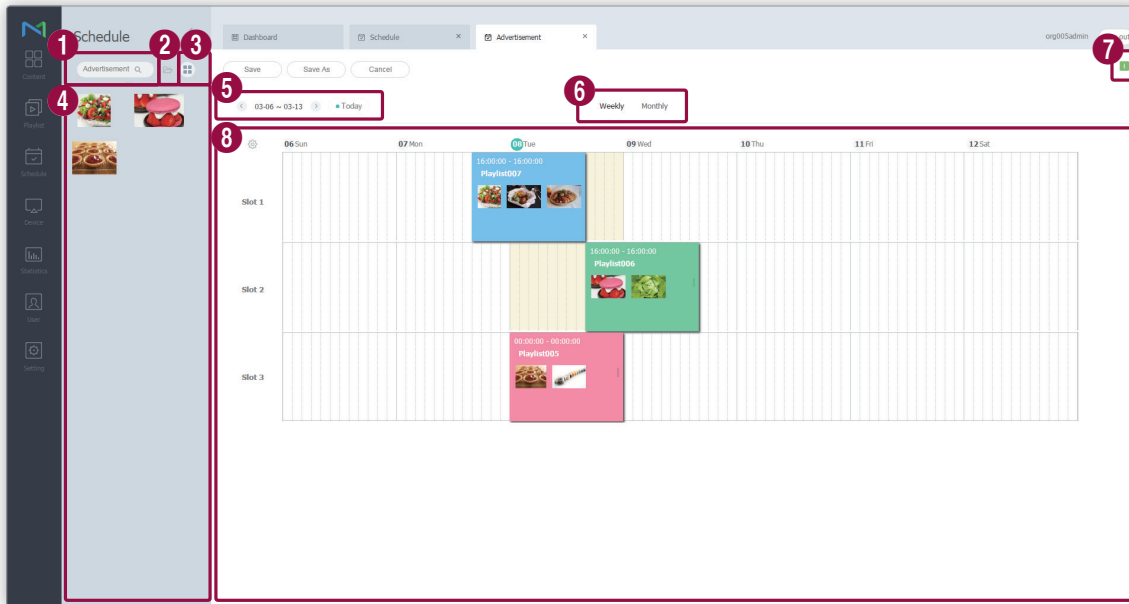 Schedule
Dashboard
Schedule
×
Advertisement
×
org005admin
out
1
2
3
7
Advertisement
Save
Save As
Cancel
Content
4
5
03-06 ~ 03-13
Today
6
Weekly
Monthly
Playlist
8
06 Sun
07 Mon
08 Tue
09 Wed
10 Thu
11 Fri
12 Sat
Schedule
16:00:00 - 16:00:00
Playlist007
Slot 1
Device
Statistics
16:00:00 - 16:00:00
Playlist006
Slot 2
User
Setting
00:00:00 - 00:00:00
Playlist005
Slot 3